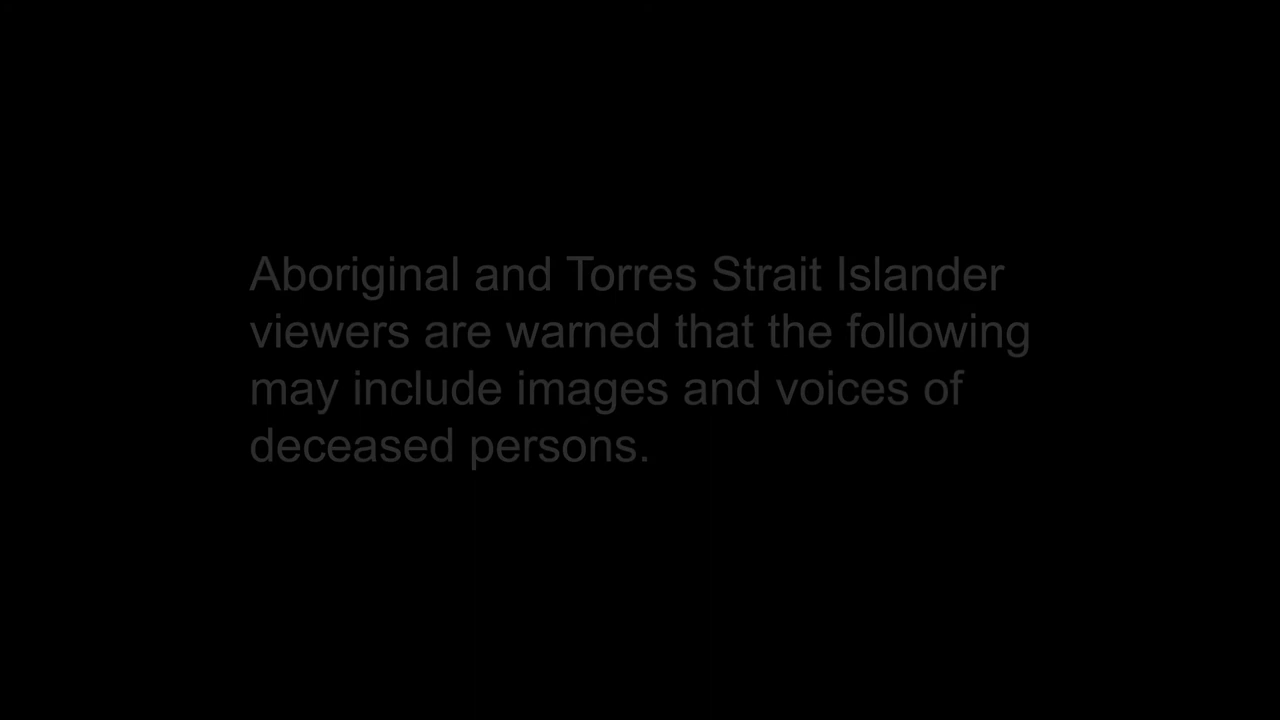 Aboriginal and Torres Strait Islander
viewers are warned that the following
may include images and voices of
deceased persons.